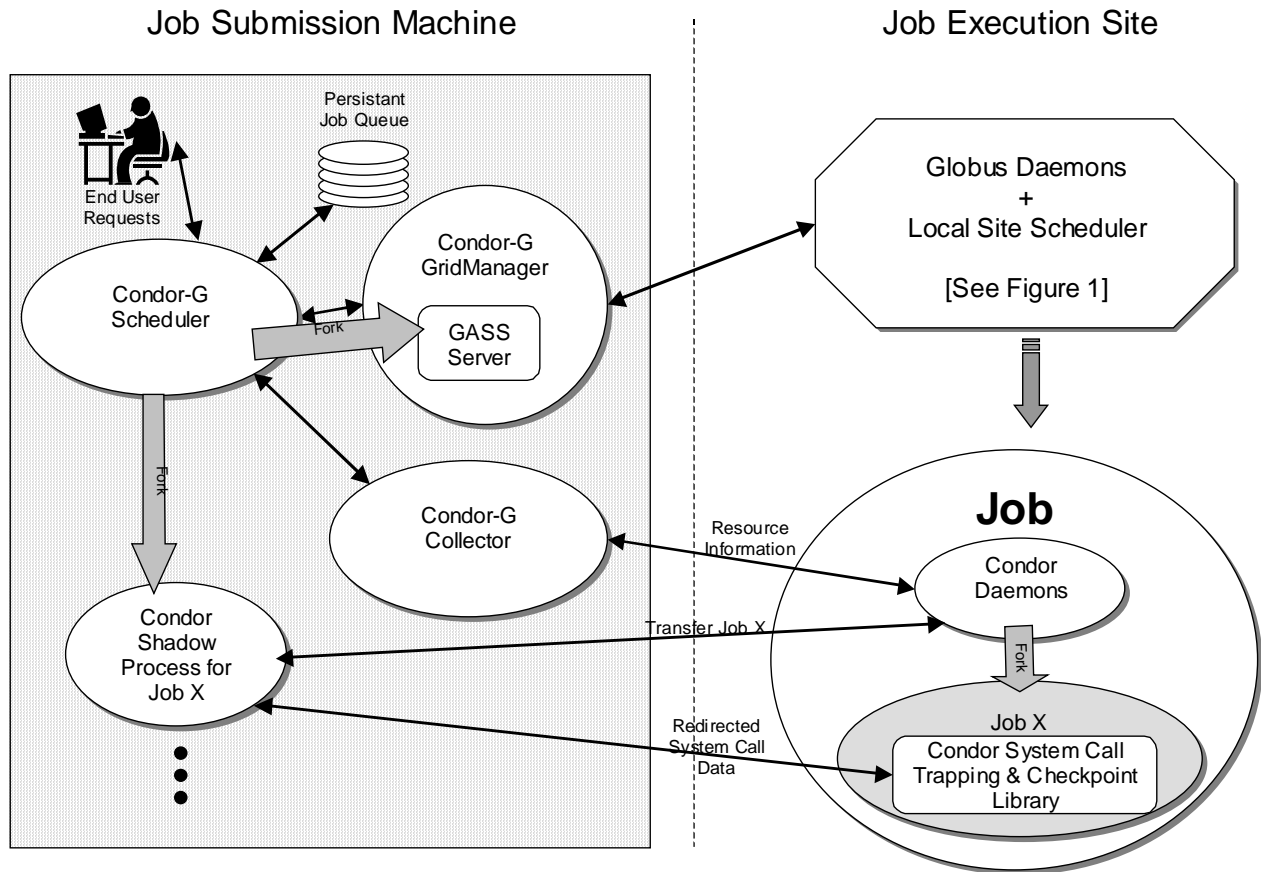 Job Submission Machine
Job Execution Site
Persistant
Job Queue
End User
Requests
Condor-G
Scheduler
Condor-G
GridManager
Fork
GASS
Server
Globus Daemons
+
Local Site Scheduler
[See Figure 1]
Fork
Condor-G
Collector
Resource
Information
Job
Condor
Daemons
Condor
Shadow
Process for
Job X
Transfer Job X
Fork
Redirected
System Call
Data
Job X
Condor System Call
Trapping & Checkpoint
Library